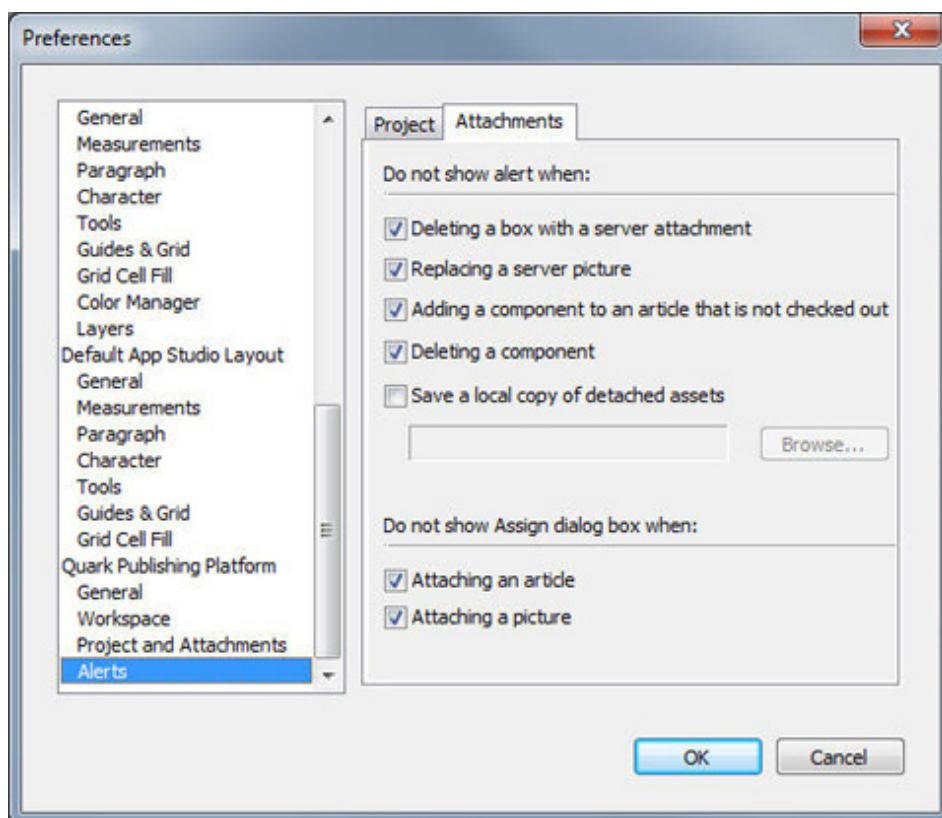 Preferences
General
Measurements
Paragraph
Character
Tools
Guides & Grid
Grid Cell Fill
Color Manager
Layers
Default App Studio Layout
General
Measurements
Paragraph
Character
Tools
Guides & Grid
Grid Cell Fill
Quark Publishing Platform
General
Workspace
Project and Attachments
Alerts
Project
Attachments
Do not show alert when:
Deleting a box with a server attachment
Replacing a server picture
Adding a component to an article that is not checked out
Deleting a component
Save a local copy of detached assets
Browse...
Do not show Assign dialog box when:
Attaching an article
Attaching a picture
OK
Cancel